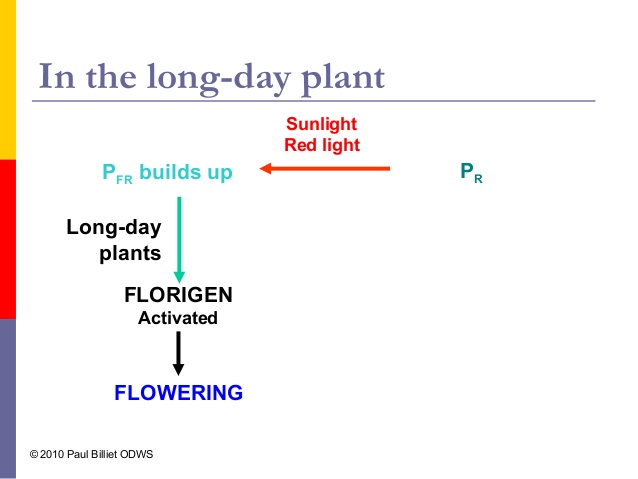 In the long-day plant
Sunlight
Red light
PFR builds up
PR
Long-day
plants
FLORIGEN
Activated
FLOWERING
© 2010 Paul Billiet ODWS